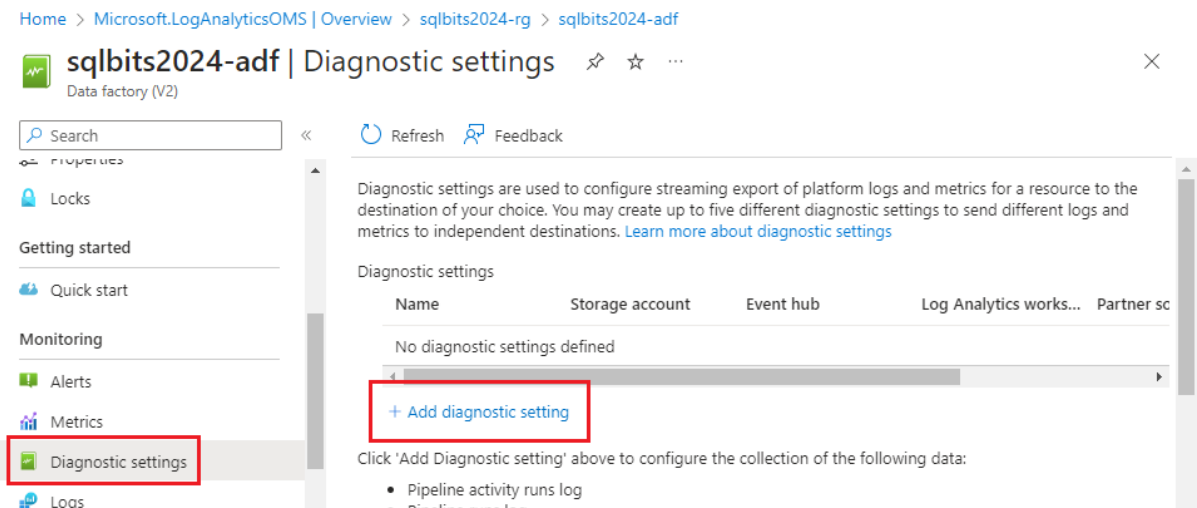 Home > Microsoft.LogAnalyticsOMS | Overview > sqlbits2024-rg > sqlbits2024-adf
sqlbits2024-adf | Diagnostic settings
Data factory (V2)
Search
Refresh
Feedback
Properties
Locks
Getting started
Quick start
Monitoring
Alerts
Metrics
Diagnostic settings
Logs
Diagnostic settings are used to configure streaming export of platform logs and metrics for a resource to the
destination of your choice. You may create up to five different diagnostic settings to send different logs and
metrics to independent destinations. Learn more about diagnostic settings
Diagnostic settings
Name Storage account Event hub Log Analytics works... Partner sc
No diagnostic settings defined
+ Add diagnostic setting
Click 'Add Diagnostic setting' above to configure the collection of the following data:
• Pipeline activity runs log